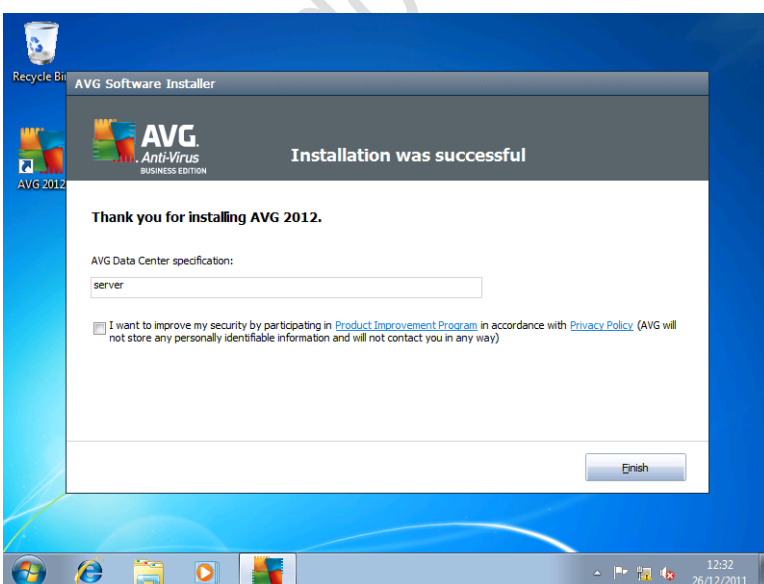 Recycle Bin
AVG Software Installer
AVG.
Anti-Virus
BUSINESS EDITION
Installation was successful
AVG 2012
Thank you for installing AVG 2012.
AVG Data Center specification:
server
I want to improve my security by participating in Product Improvement Program in accordance with Privacy Policy (AVG will
not store any personally identifiable information and will not contact you in any way)
Finish
12:32
26/12/2011